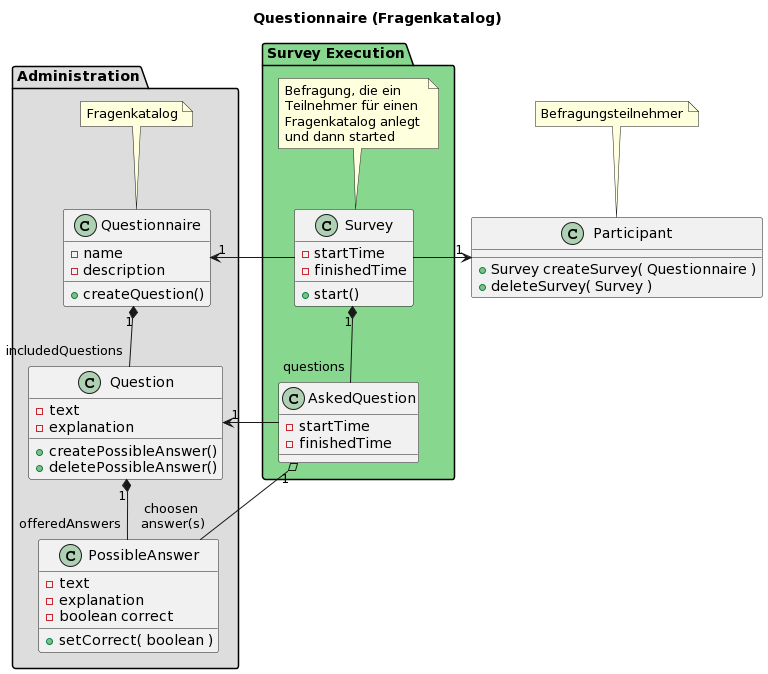 Questionnaire (Fragenkatalog)
Administration
Fragenkatalog
C Questionnaire
name
description
createQuestion()
1
includedQuestions
C Question
text
explanation
createPossibleAnswer()
deletePossibleAnswer()
1
offeredAnswers
choosen
answer(s)
C PossibleAnswer
text
explanation
boolean correct
setCorrect( boolean )
Survey Execution
Befragung, die ein
Teilnehmer für einen
Fragenkatalog anlegt
und dann started
1
C Survey
startTime
finishedTime
start()
1
questions
1
C AskedQuestion
startTime
finishedTime
1
Befragungsteilnehmer
1
C Participant
Survey createSurvey( Questionnaire )
deleteSurvey( Survey )